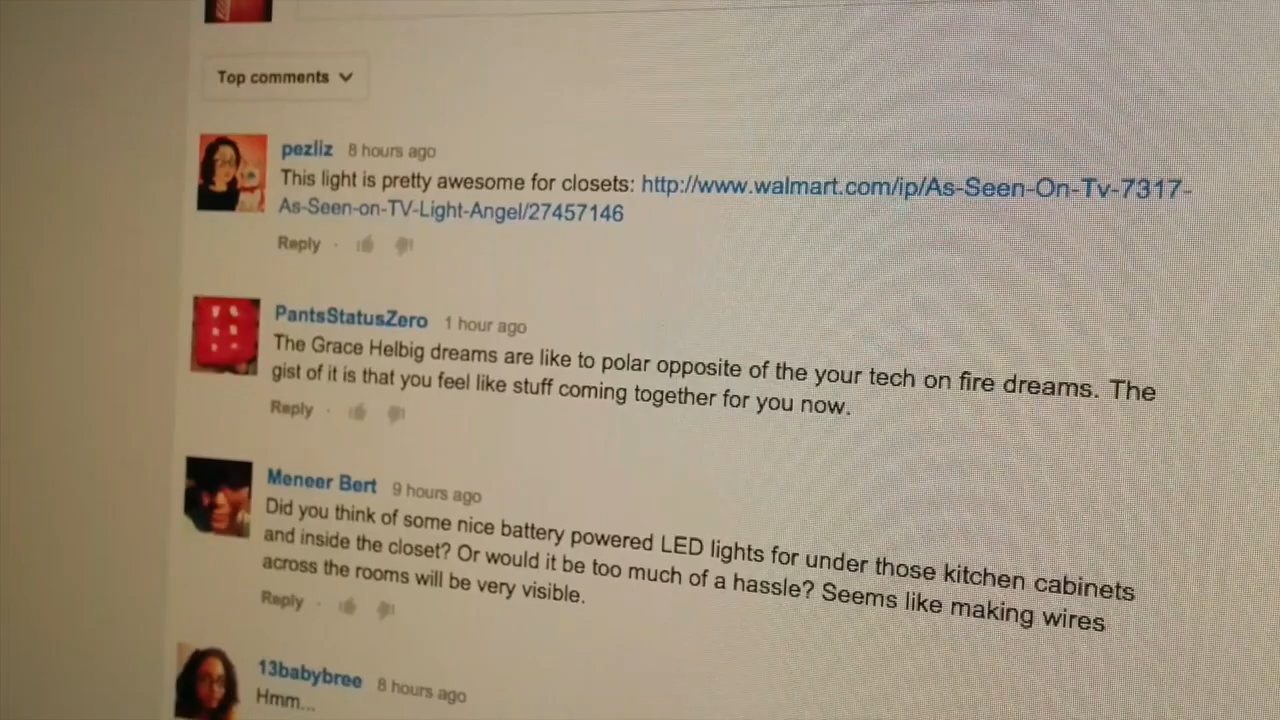 Top comments
pezliz 8 hours ago
This light is pretty awesome for closets: http://www.walmart.com/ip/As-Seen-On-Tv-7317-
As-Seen-on-TV-Light-Angel/27457146
Reply
PantsStatusZero 1 hour ago
The Grace Helbig dreams are like to polar opposite of the your tech on fire dreams. The
gist of it is that you feel like stuff coming together for you now.
Reply
Meneer Bert 9 hours ago
Did you think of some nice battery powered LED lights for under those kitchen cabinets
and inside the closet? Or would it be too much of a hassle? Seems like making wires
across the rooms will be very visible.
Reply
13babybree 8 hours ago
Hmm...